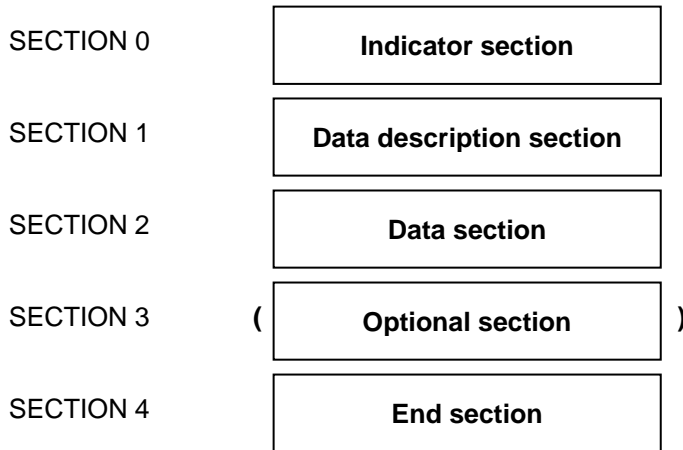 SECTION 0 Indicator section
SECTION 1 Data description section
SECTION 2 Data section
SECTION 3 ( Optional section )
SECTION 4 End section